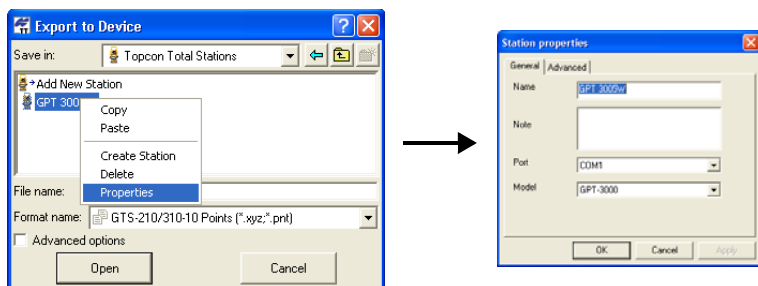 Export to Device
Save in: Topcon Total Stations
Add New Station
GPT 300
Copy
Paste
Create Station
Delete
Properties
File name:
Format name: GTS-210/310-10 Points (*.xyz;*.pnt)
Advanced options
Open Cancel
Station properties
General Advanced
Name GPT 3005w
Note
Port COM1
Model GPT-3000
OK Cancel Apply